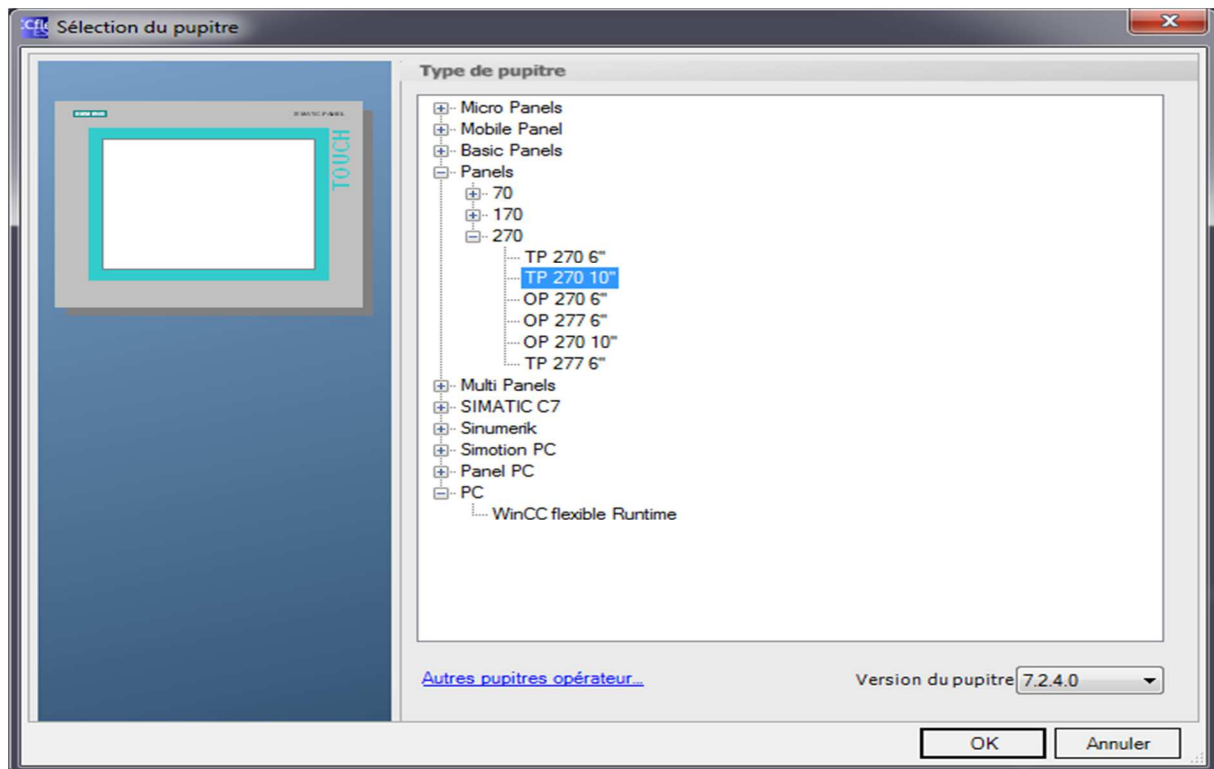 Sélection du pupitre
Type de pupitre
TOUCH
Micro Panels
Mobile Panel
Basic Panels
Panels
70
170
270
TP 270 6"
TP 270 10"
OP 270 6"
OP 277 6"
OP 270 10"
TP 277 6"
Multi Panels
SIMATIC C7
Sinumerik
Simotion PC
Panel PC
PC
WinCC flexible Runtime
Autres pupitres opérateur...
Version du pupitre 7.2.4.0
OK Annuler